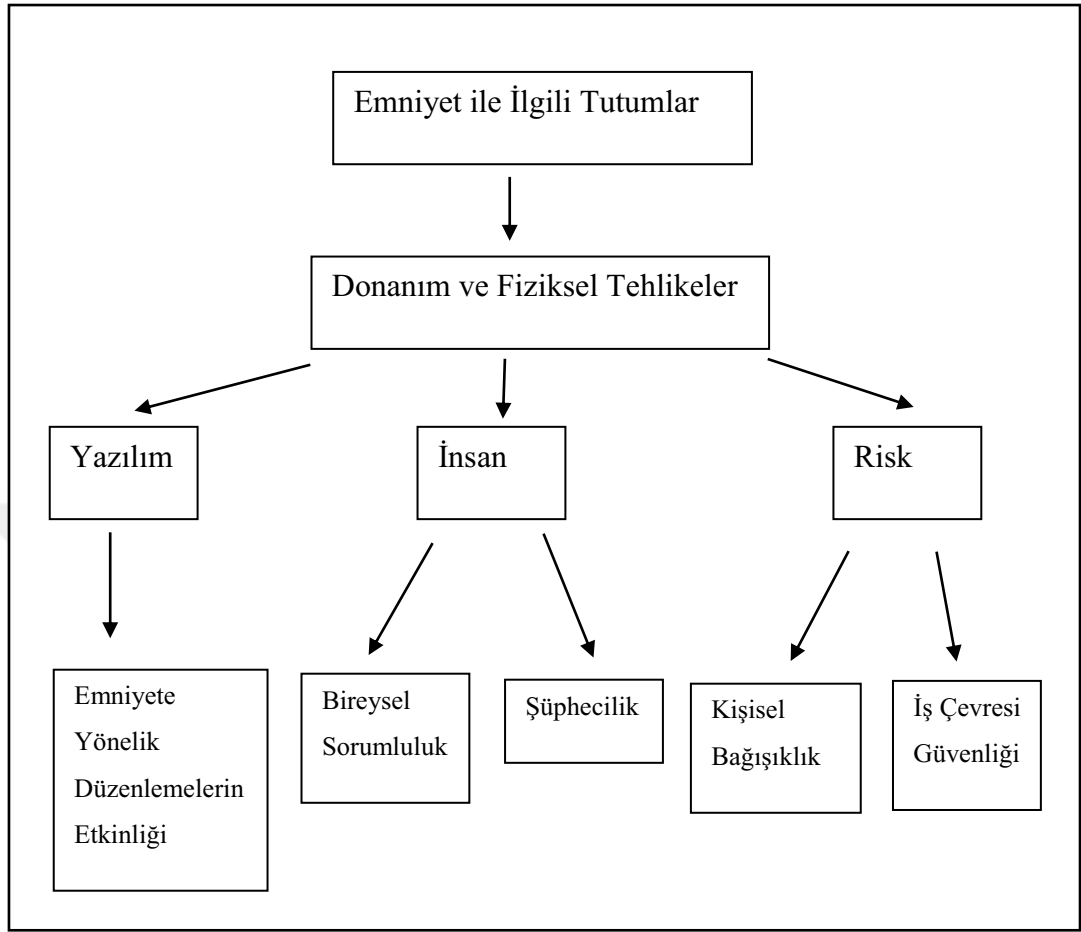 Emniyet ile İlgili Tutumlar
Donanım ve Fiziksel Tehlikeler
Yazılım
İnsan
Risk
Emniyete
Yönelik
Düzenlemelerin
Etkinliği
Bireysel
Sorumluluk
Şüphecilik
Kişisel
Bağışıklık
İş Çevresi
Güvenliği